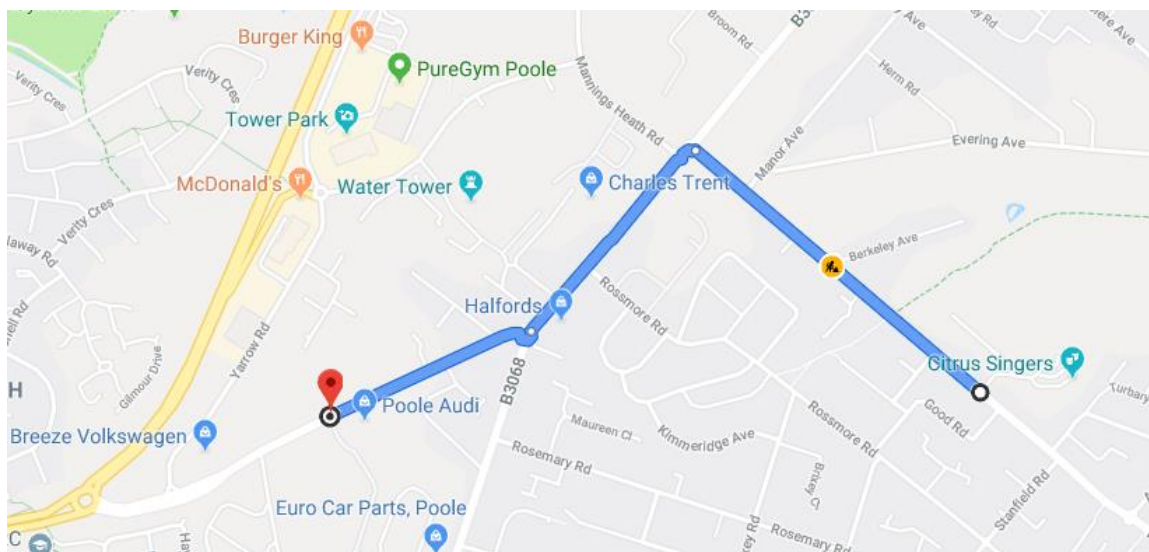 Burger King
PureGym Poole
Broom Rd
Herm Rd
Verity Cres
Verity Cres
Mannings Heath Rd
Manor Ave
Evering Ave
Tower Park
McDonald's
Water Tower
Charles Trent
Verity Cres
Berkeley Ave
Halfords
Rossmore Rd
Yarrow Rd
Gilmour Drive
B3068
Citrus Singers
H
Poole Audi
Breeze Volkswagen
Maureen Cl
Kimmeridge Ave
Rossmore Rd
Good Rd
Turbary
Rosemary Rd
Stanfield Rd
Euro Car Parts, Poole
Rosemary Rd
C